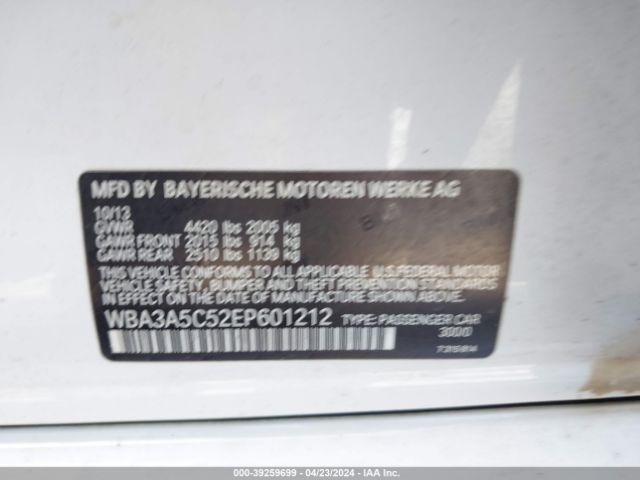 MFD BY BAYERISCHE MOTOREN WERKE AG
10/13
GVWR 4420 lbs 2005 kg
GAWR FRONT 2015 lbs 914 kg
GAWR REAR 2510 lbs 1139 kg
THIS VEHICLE CONFORMS TO ALL APPLICABLE U.S. FEDERAL MOTOR
VEHICLE SAFETY, BUMPER AND THEFT PREVENTION STANDARDS
IN EFFECT ON THE DATE OF MANUFACTURE SHOWN ABOVE.
WBA3A5C52EP601212 TYPE: PASSENGER CAR
3000
000-39259699 - 04/23/2024 - IAA Inc.